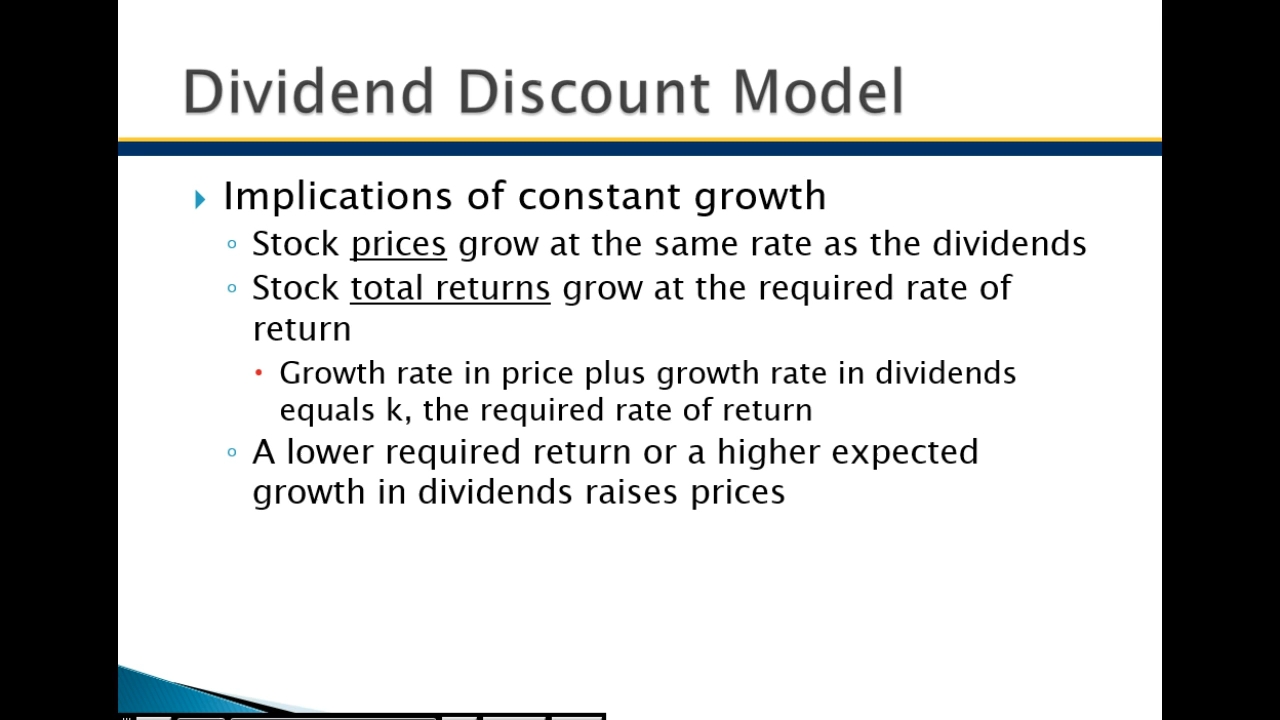 Dividend Discount Model
Implications of constant growth
Stock prices grow at the same rate as the dividends
Stock total returns grow at the required rate of
return
Growth rate in price plus growth rate in dividends
equals k, the required rate of return
A lower required return or a higher expected
growth in dividends raises prices